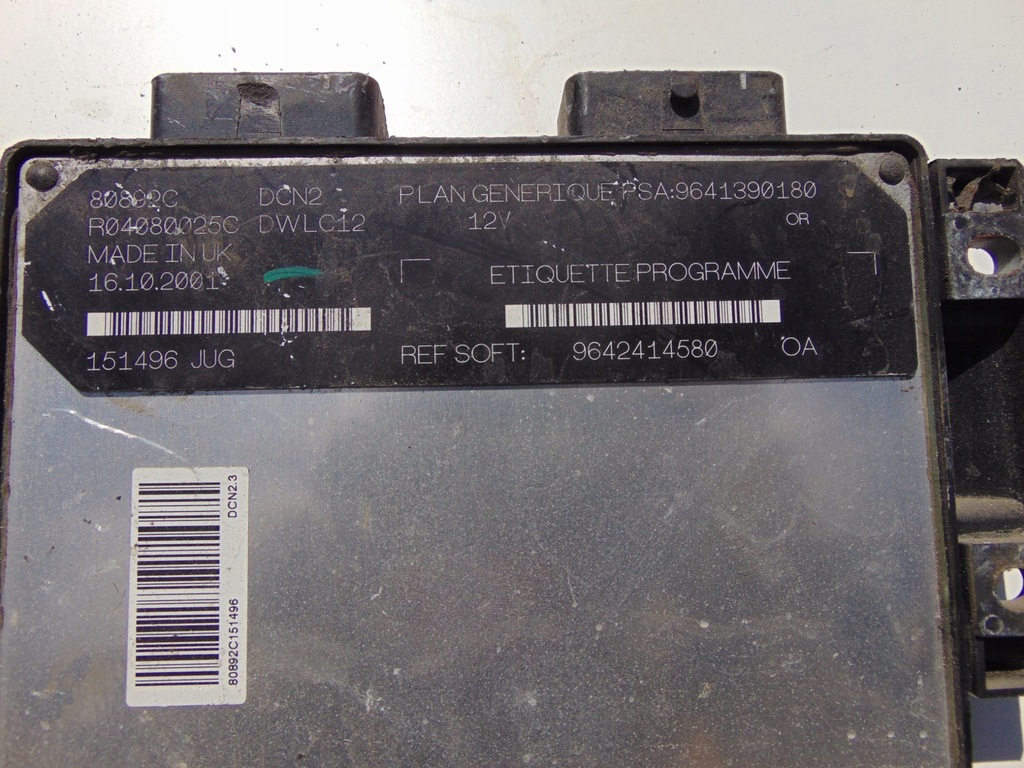 80892C DCN2 PLAN GENERIQUE PSA:9641390180
R04080025C DWLC12 12V OR
MADE IN UK
16.10.2001 ETIQUETTE PROGRAMME
151496 JUG REF SOFT: 9642414580 OA
DCN2.3
80892C151496